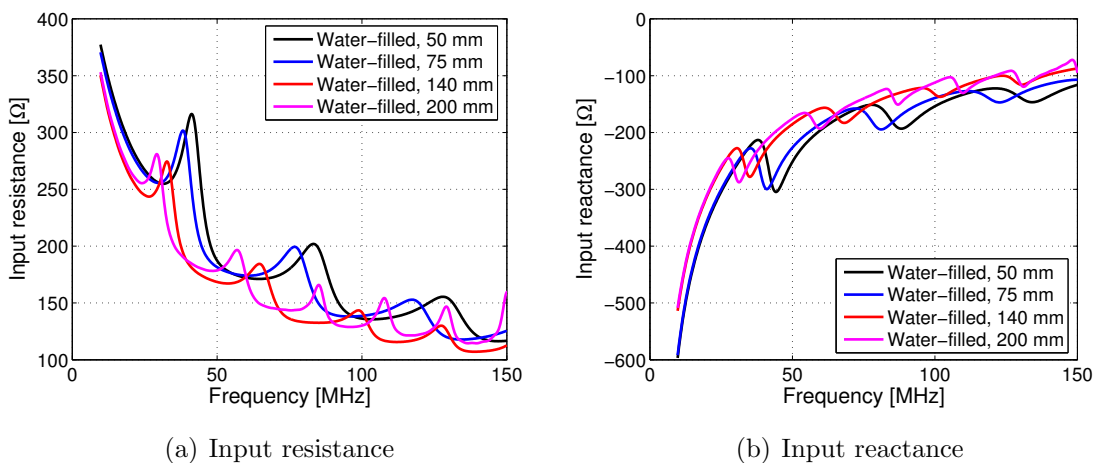 400
350
300
250
200
150
100
0
50
100
150
Input resistance [Ω]
Frequency [MHz]
Water−filled, 50 mm
Water−filled, 75 mm
Water−filled, 140 mm
Water−filled, 200 mm
(a) Input resistance
0
−100
−200
−300
−400
−500
−600
0
50
100
150
Input reactance [Ω]
Frequency [MHz]
Water−filled, 50 mm
Water−filled, 75 mm
Water−filled, 140 mm
Water−filled, 200 mm
(b) Input reactance